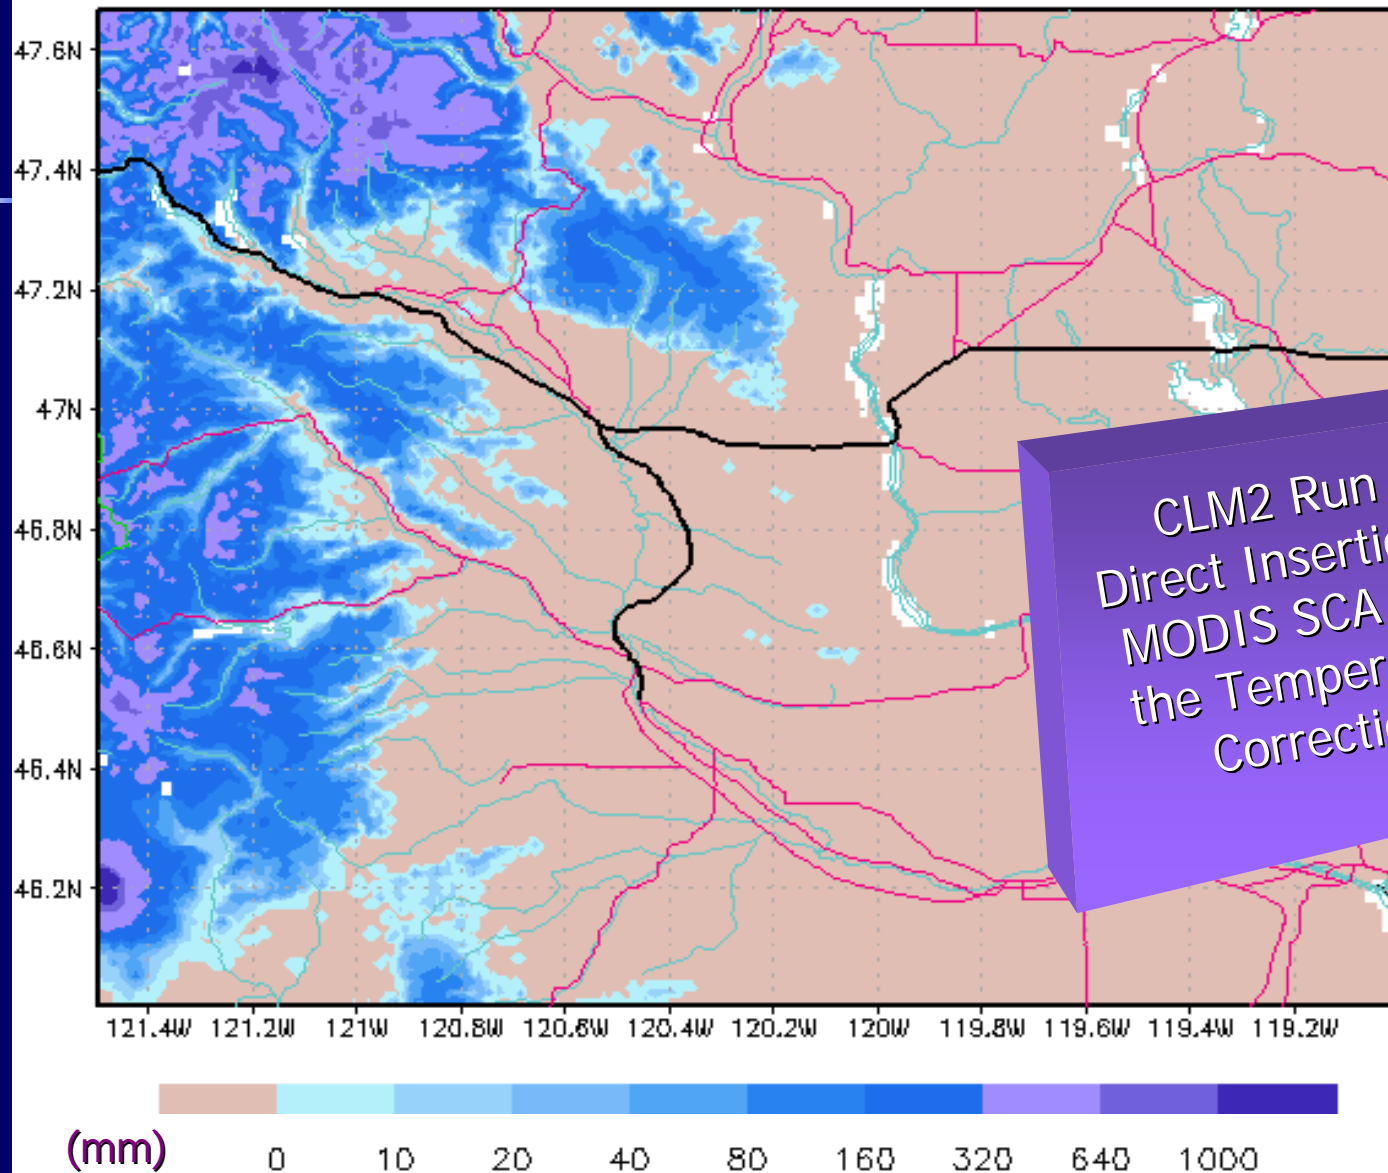 47.6N
47.4N
47.2N
47N
46.8N
46.6N
46.4N
46.2N
121.4W 121.2W 121W 120.8W 120.6W 120.4W 120.2W 120W 119.8W 119.6W 119.4W 119.2W
CLM2 Run
Direct Inserti
MODIS SCA
the Temper
Correcti
(mm) 0 10 20 40 80 160 320 640 1000